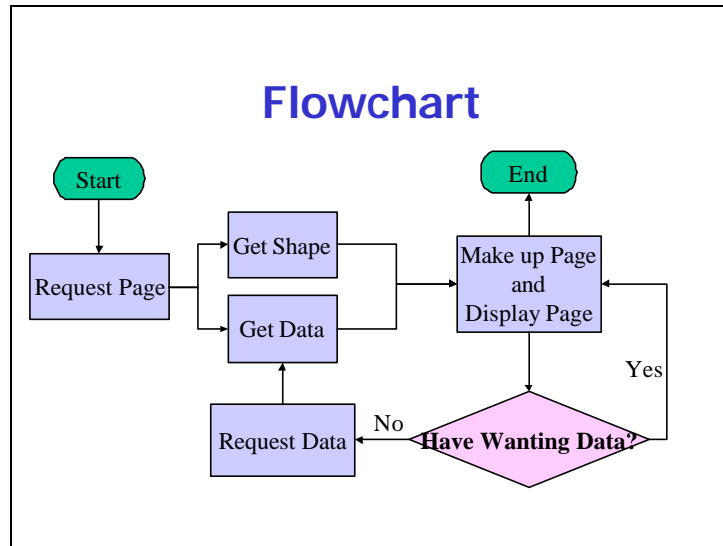 Flowchart
Start
End
Get Shape
Request Page
Make up Page
and
Display Page
Get Data
Yes
No
Request Data
Have Wanting Data?